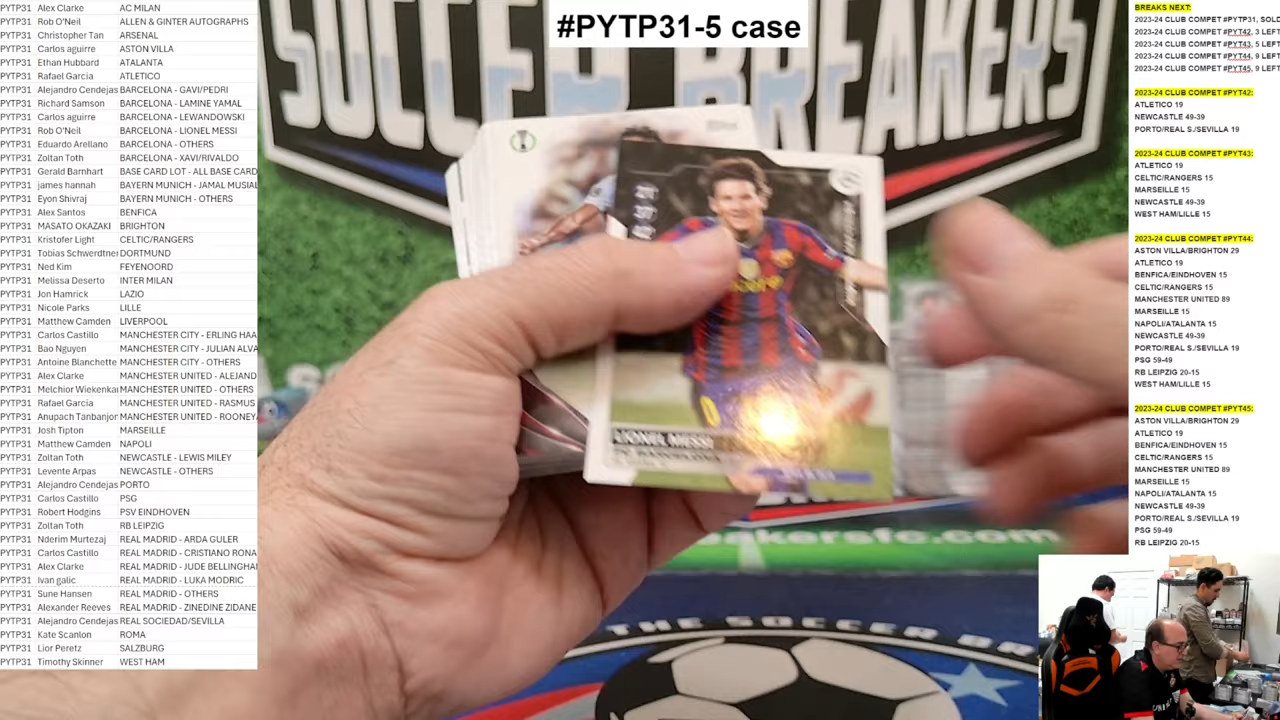 #PYTP31-5 case
PYTP31 Alex Clarke AC MILAN
PYTP31 Rob O'Neil ALLEN & GINTER AUTOGRAPHS
PYTP31 Christopher Tan ARSENAL
PYTP31 Carlos aguirre ASTON VILLA
PYTP31 Ethan Hubbard ATALANTA
PYTP31 Rafael Garcia ATLETICO
PYTP31 Alejandro Cendejas BARCELONA - GAVI/PEDRI
PYTP31 Richard Samson BARCELONA - LAMINE YAMAL
PYTP31 Carlos aguirre BARCELONA - LEWANDOWSKI
PYTP31 Rob O'Neil BARCELONA - LIONEL MESSI
PYTP31 Eduardo Arellano BARCELONA - OTHERS
PYTP31 Zoltan Toth BARCELONA - XAVI/RIVALDO
PYTP31 Gerald Barnhart BASE CARD LOT - ALL BASE CARD
PYTP31 james hannah BAYERN MUNICH - JAMAL MUSIAL
PYTP31 Eyon Shivraj BAYERN MUNICH - OTHERS
PYTP31 Alex Santos BENFICA
PYTP31 MASATO OKAZAKI BRIGHTON
PYTP31 Kristofer Light CELTIC/RANGERS
PYTP31 Tobias Schwerdtner DORTMUND
PYTP31 Ned Kim FEYENOORD
PYTP31 Melissa Deserto INTER MILAN
PYTP31 Jon Hamrick LAZIO
PYTP31 Nicole Parks LILLE
PYTP31 Matthew Camden LIVERPOOL
PYTP31 Carlos Castillo MANCHESTER CITY - ERLING HAA
PYTP31 Bao Nguyen MANCHESTER CITY - JULIAN ALVA
PYTP31 Antoine Blanchette MANCHESTER CITY - OTHERS
PYTP31 Alex Clarke MANCHESTER UNITED - ALEJAND
PYTP31 Melchior Wiekenka MANCHESTER UNITED - OTHERS
PYTP31 Rafael Garcia MANCHESTER UNITED - RASMUS
PYTP31 Anupach Tanbanjon MANCHESTER UNITED - ROONEY
PYTP31 Josh Tipton MARSEILLE
PYTP31 Matthew Camden NAPOLI
PYTP31 Zoltan Toth NEWCASTLE - LEWIS MILEY
PYTP31 Levente Arpas NEWCASTLE - OTHERS
PYTP31 Alejandro Cendejas PORTO
PYTP31 Carlos Castillo PSG
PYTP31 Robert Hodgins PSV EINDHOVEN
PYTP31 Zoltan Toth RB LEIPZIG
PYTP31 Nderim Murtezaj REAL MADRID - ARDA GULER
PYTP31 Carlos Castillo REAL MADRID - CRISTIANO RONA
PYTP31 Alex Clarke REAL MADRID - JUDE BELLINGHA
PYTP31 Ivan galic REAL MADRID - LUKA MODRIC
PYTP31 Sune Hansen REAL MADRID - OTHERS
PYTP31 Alexander Reeves REAL MADRID - ZINEDINE ZIDANE
PYTP31 Alejandro Cendejas REAL SOCIEDAD/SEVILLA
PYTP31 Kate Scanlon ROMA
PYTP31 Lior Peretz SALZBURG
PYTP31 Timothy Skinner WEST HAM
SOCCER BREAKERS
LIONEL MESSI
eakersfc.com
THE SOCCER BR
BREAKS NEXT:
2023-24 CLUB COMPET #PYTP31, SOLD
2023-24 CLUB COMPET #PYT42, 3 LEFT
2023-24 CLUB COMPET #PYT43, 5 LEFT
2023-24 CLUB COMPET #PYT44, 9 LEFT
2023-24 CLUB COMPET #PYT45, 9 LEFT
2023-24 CLUB COMPET #PYT42:
ATLETICO 19
NEWCASTLE 49-39
PORTO/REAL S./SEVILLA 19
2023-24 CLUB COMPET #PYT43:
ATLETICO 19
CELTIC/RANGERS 15
MARSEILLE 15
NEWCASTLE 49-39
WEST HAM/LILLE 15
2023-24 CLUB COMPET #PYT44:
ASTON VILLA/BRIGHTON 29
ATLETICO 19
BENFICA/EINDHOVEN 15
CELTIC/RANGERS 15
MANCHESTER UNITED 89
MARSEILLE 15
NAPOLI/ATALANTA 15
NEWCASTLE 49-39
PORTO/REAL S./SEVILLA 19
PSG 59-49
RB LEIPZIG 20-15
WEST HAM/LILLE 15
2023-24 CLUB COMPET #PYT45:
ASTON VILLA/BRIGHTON 29
ATLETICO 19
BENFICA/EINDHOVEN 15
CELTIC/RANGERS 15
MANCHESTER UNITED 89
MARSEILLE 15
NAPOLI/ATALANTA 15
NEWCASTLE 49-39
PORTO/REAL S./SEVILLA 19
PSG 59-49
RB LEIPZIG 20-15